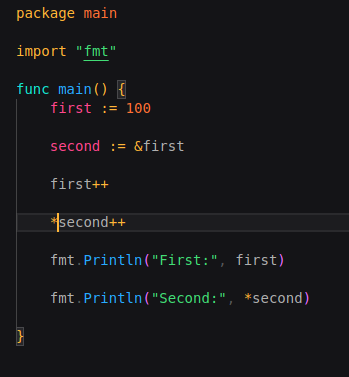 package main
import "fmt"
func main() {
first := 100
second := &first
first++
*second++
fmt.Println("First:", first)
fmt.Println("Second:", *second)
}